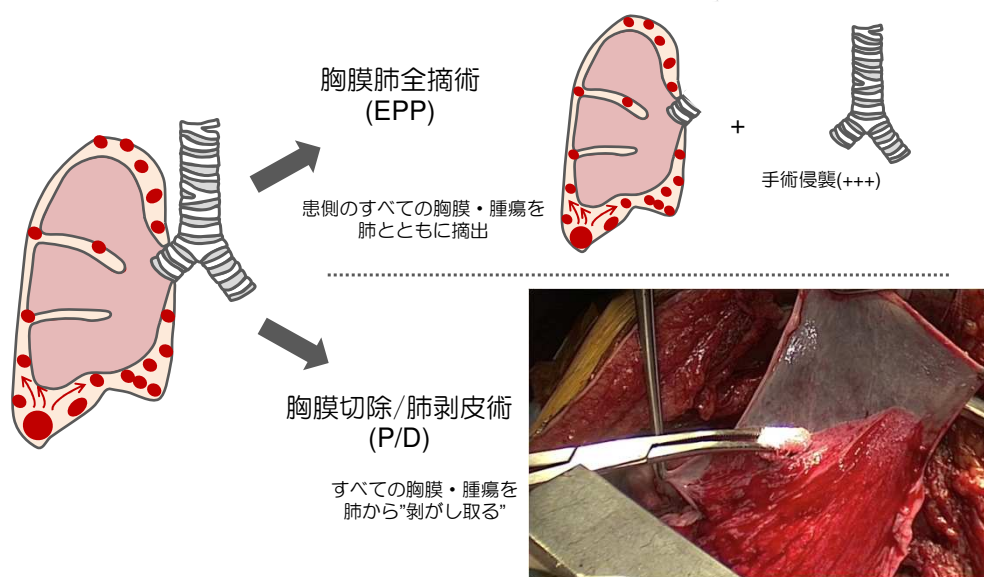 胸膜肺全摘術
(EPP)
患側のすべての胸膜・腫瘍を
肺とともに摘出
+
手術侵襲(+++)
胸膜切除/肺剥皮術
(P/D)
すべての胸膜・腫瘍を
肺から”剝がし取る”